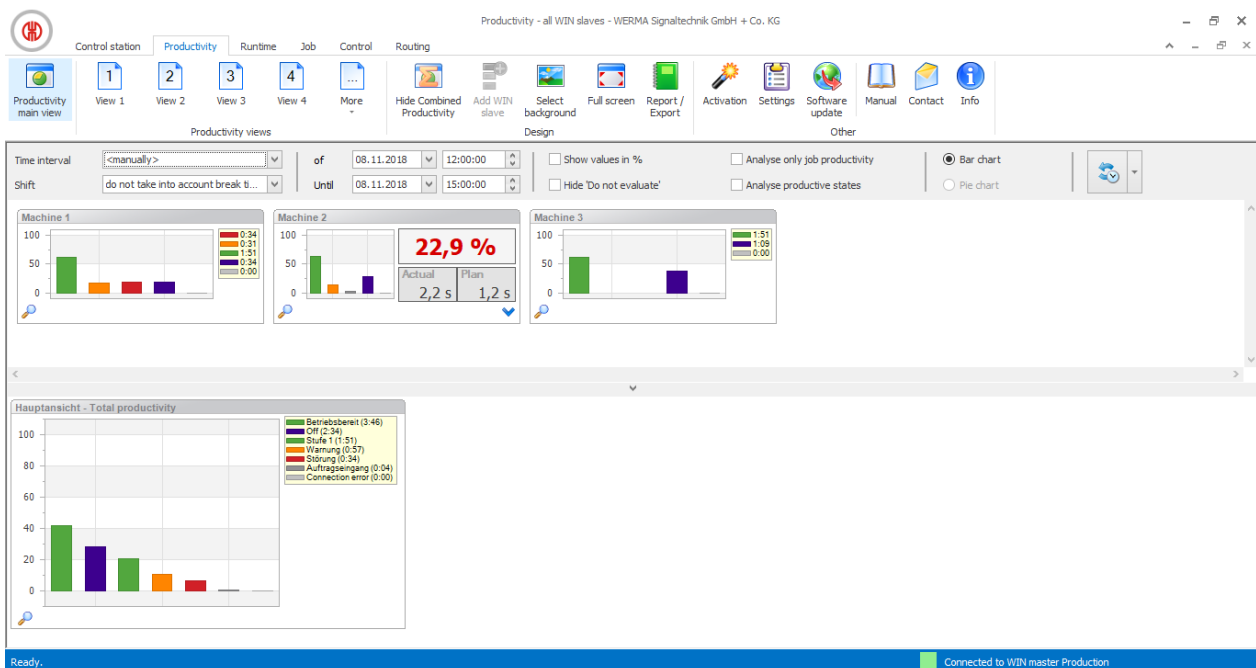 Productivity - all WIN slaves - WERMA Signaltechnik GmbH + Co. KG
Control station Productivity Runtime Job Control Routing
1 2 3 4 ...
Productivity main view View 1 View 2 View 3 View 4 More Hide Combined Productivity Add WIN slave Select background Full screen Report / Export Activation Settings Software update Manual Contact Info
Productivity views Design Other
Time interval <manually> of 08.11.2018 12:00:00 Show values in % Analyse only job productivity Bar chart
Shift do not take into account break ti... Until 08.11.2018 15:00:00 Hide 'Do not evaluate' Analyse productive states Pie chart
Machine 1
100
50
0
0:34
0:31
1:51
0:34
0:00
Machine 2
100
50
0
22,9 %
Actual Plan
2,2 s 1,2 s
Machine 3
100
50
0
1:51
1:09
0:00
Hauptansicht - Total productivity
100
80
60
40
20
0
Betriebsbereit (3:46)
Off (2:34)
Stufe 1 (1:51)
Warnung (0:57)
Störung (0:34)
Auftragseingang (0:04)
Connection error (0:00)
Ready. Connected to WIN master Production